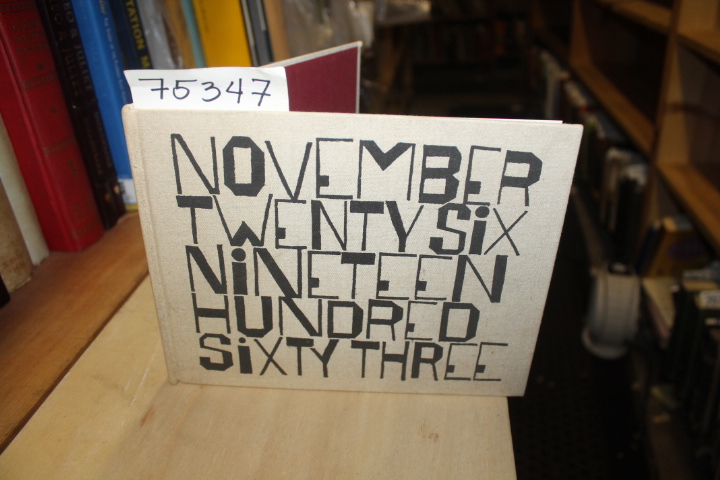 75347
NOVEMBER
TWENTY SiX
NiNETEEN
HUNDRED
SiXTY THREE